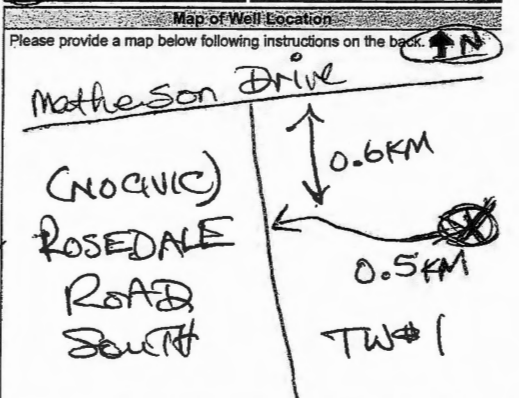 Map of Well Location
Please provide a map below following instructions on the back.
N
Matheson Drive
0.6KM
(NO CIVIC)
ROSEDALE
ROAD
SOUTH
0.5KM
TW#1